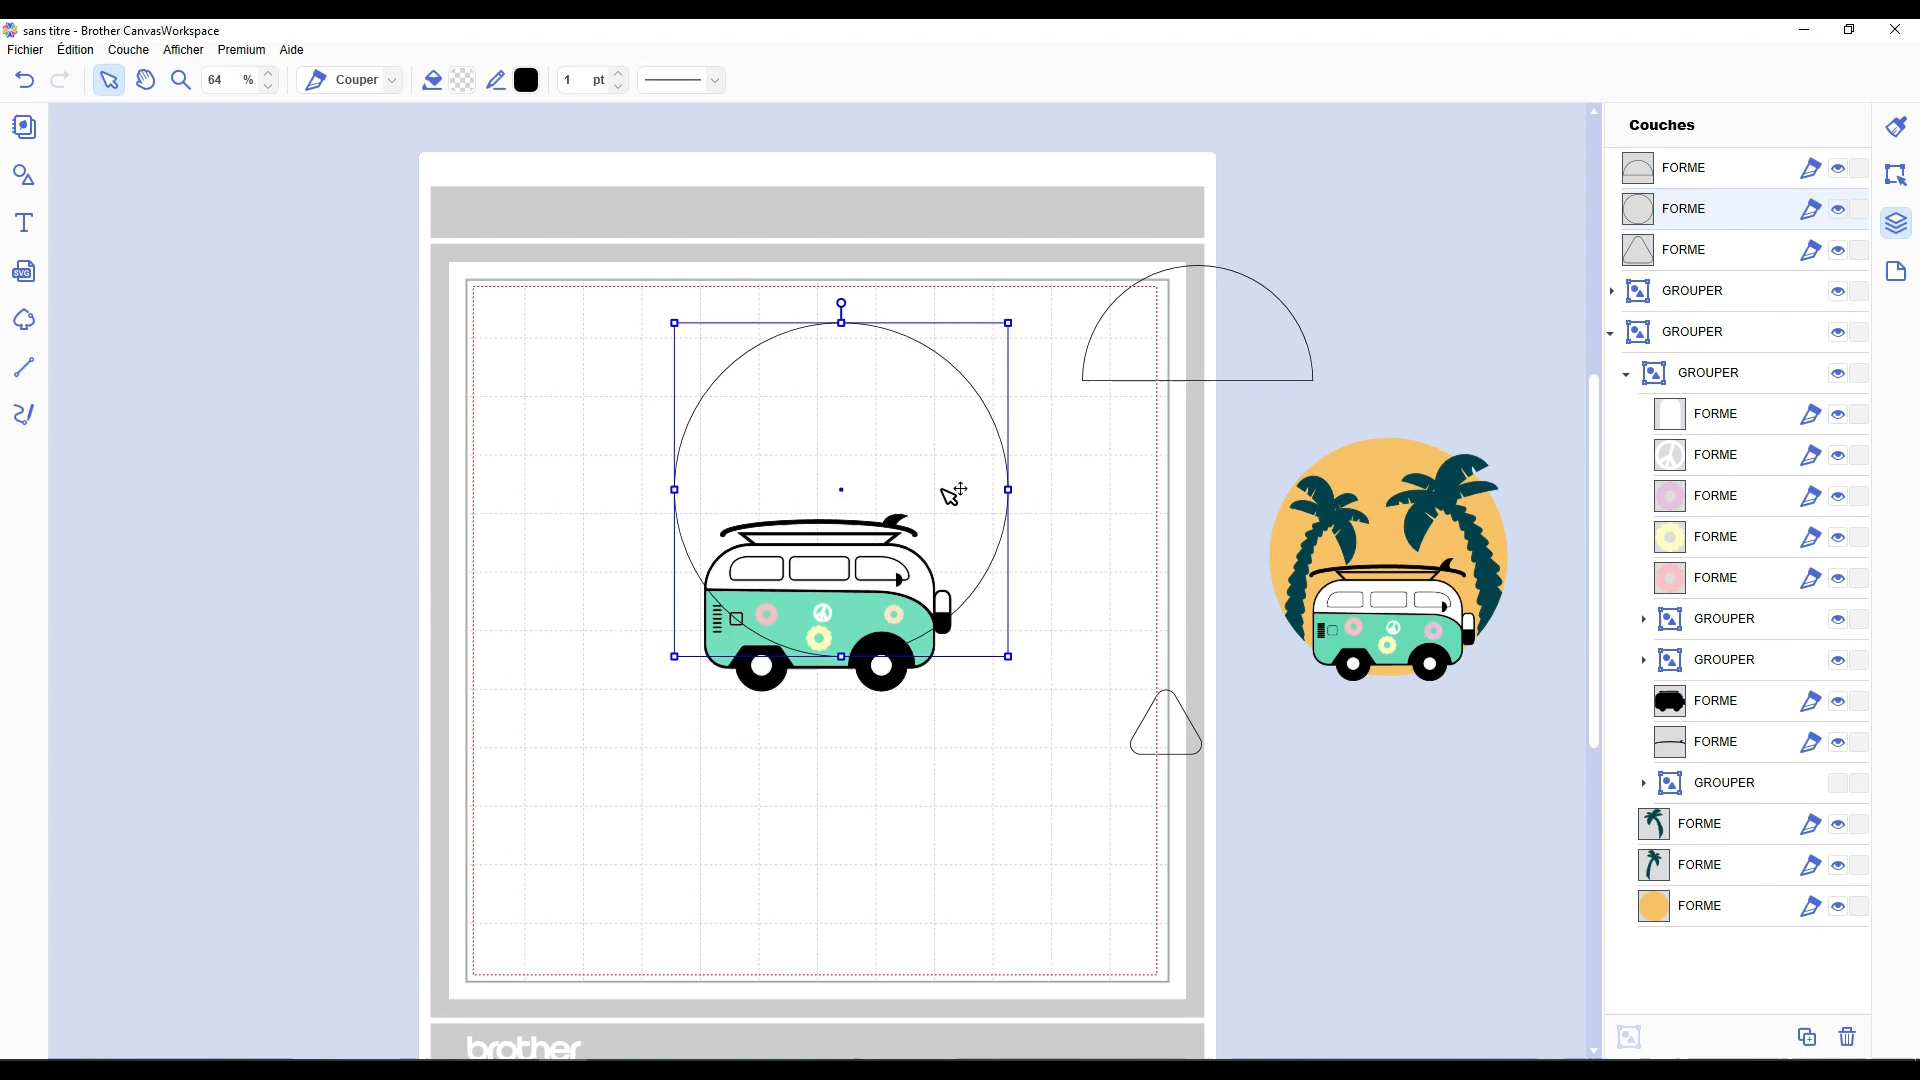 sans titre - Brother CanvasWorkspace
Fichier Édition Couche Afficher Premium Aide
64 % Couper 1 pt
SVG
Couches
FORME
FORME
FORME
GROUPER
GROUPER
GROUPER
FORME
FORME
FORME
FORME
FORME
GROUPER
GROUPER
FORME
FORME
GROUPER
FORME
FORME
FORME
brother